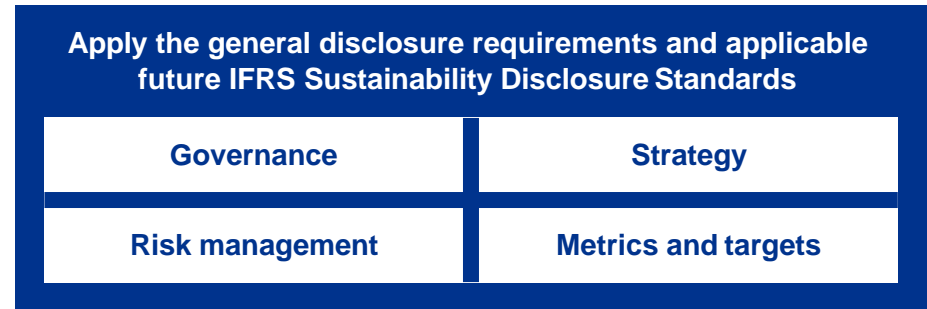 Apply the general disclosure requirements and applicable
future IFRS Sustainability Disclosure Standards
Governance
Strategy
Risk management
Metrics and targets